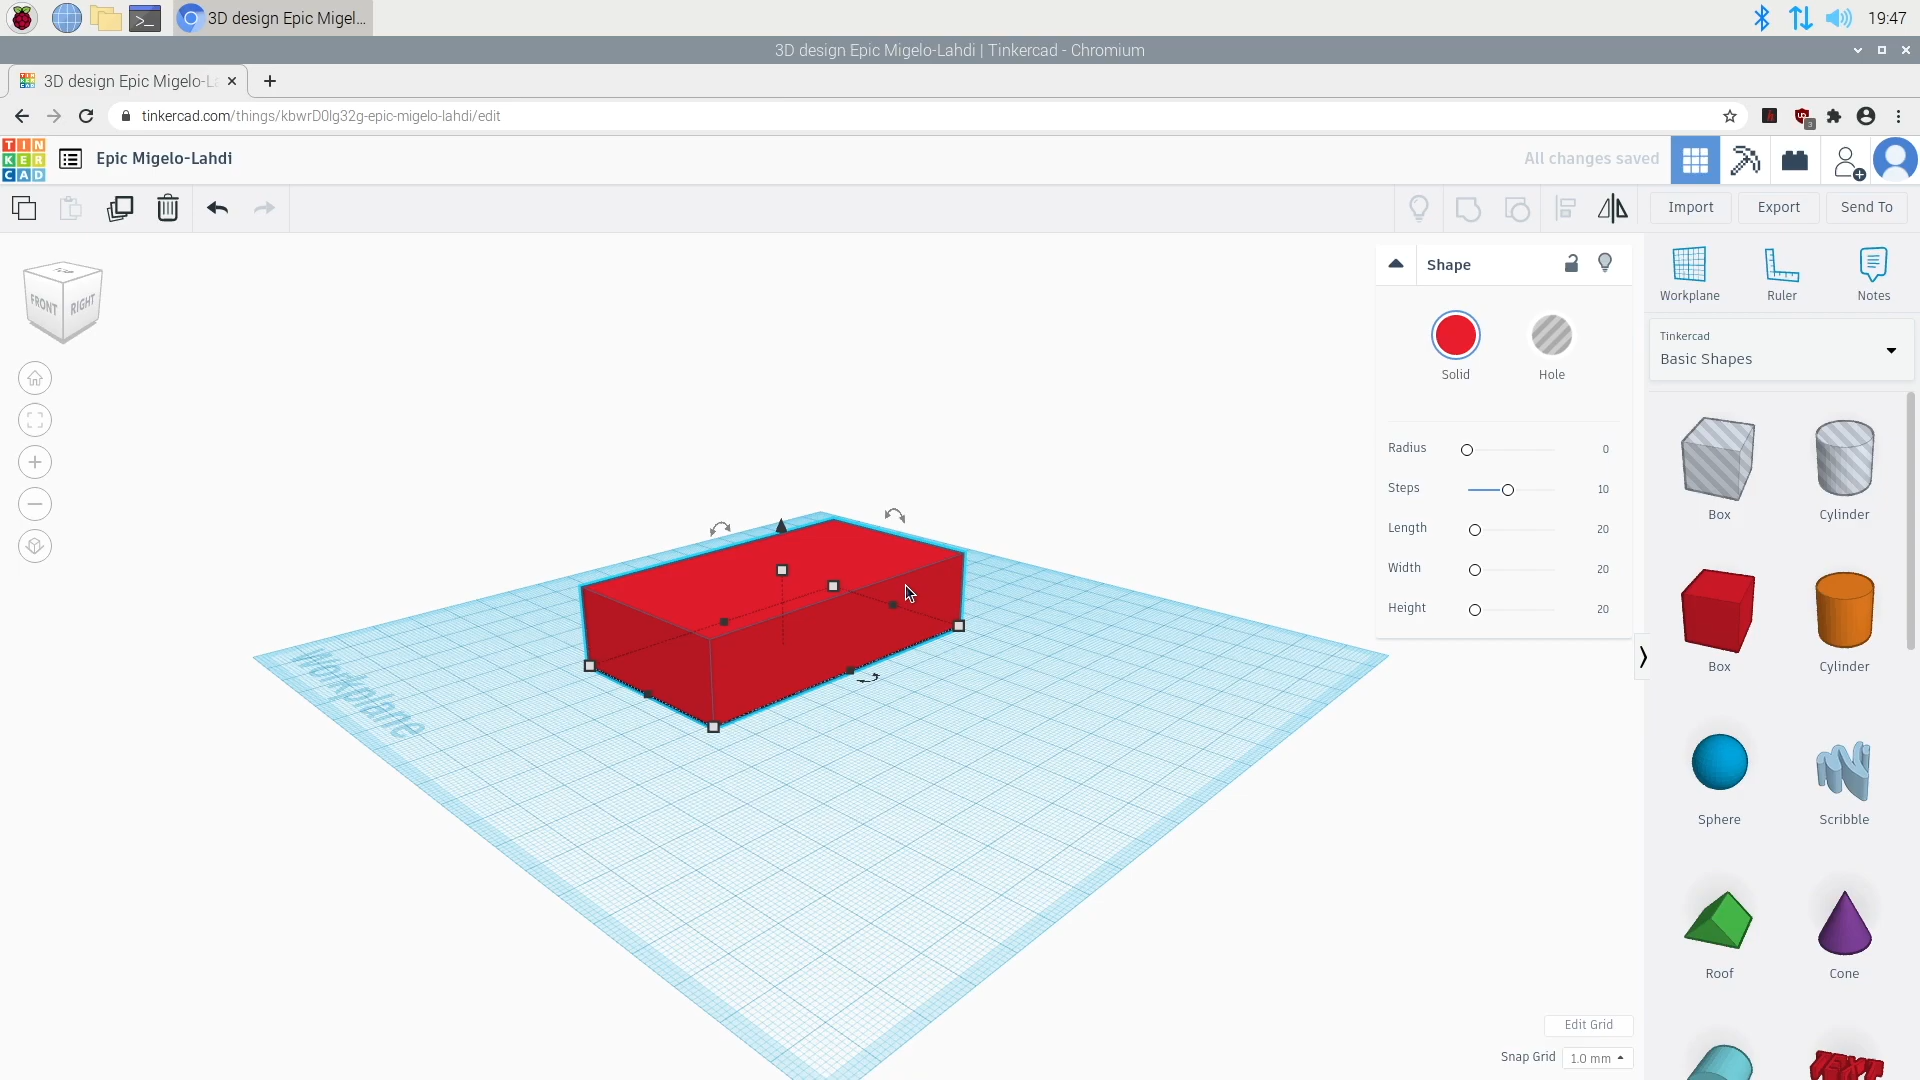 3D design Epic Migel...
19:47
3D design Epic Migelo-Lahdi | Tinkercad - Chromium
3D design Epic Migelo-La
tinkercad.com/things/kbwrD0lg32g-epic-migelo-lahdi/edit
3
TIN
KER
CAD
Epic Migelo-Lahdi
All changes saved
Import
Export
Send To
FRONT
RIGHT
Shape
Solid
Hole
Radius 0
Steps 10
Length 20
Width 20
Height 20
Workplane
Workplane
Ruler
Notes
Tinkercad
Basic Shapes
Box
Cylinder
Box
Cylinder
Sphere
Scribble
Roof
Cone
TEXT
Edit Grid
Snap Grid 1.0 mm